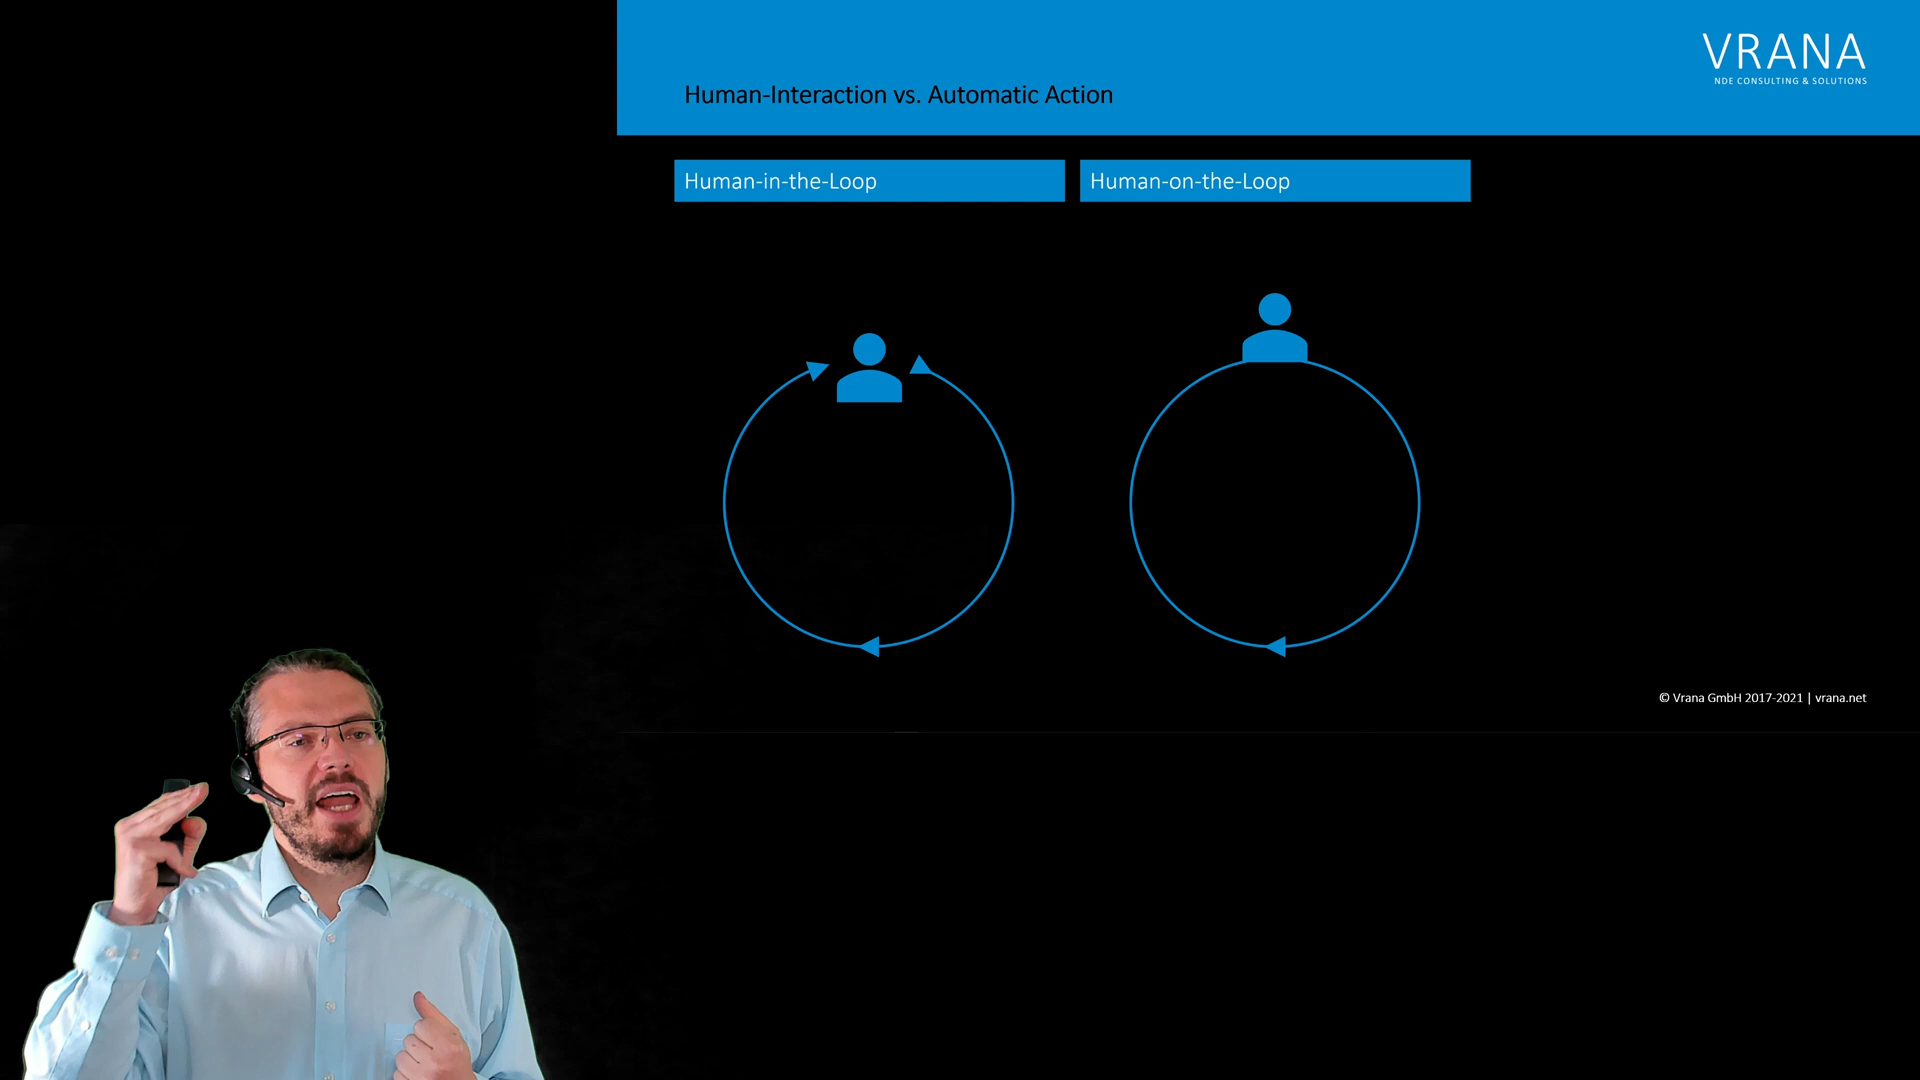 VRANA
NDE CONSULTING & SOLUTIONS
Human-Interaction vs. Automatic Action
Human-in-the-Loop
Human-on-the-Loop
© Vrana GmbH 2017-2021 | vrana.net